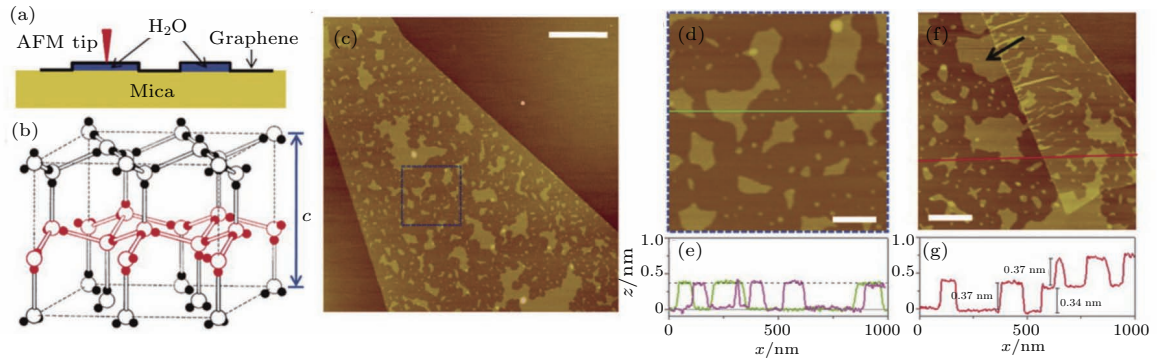 (a)
H₂O
AFM tip
Graphene
Mica
(b)
c
(c)
(d)
(e)
z/nm
1.0
0.5
0
0
500
1000
x/nm
(f)
(g)
1.0
0.5
0
0.37 nm
0.37 nm
0.34 nm
0
500
1000
x/nm